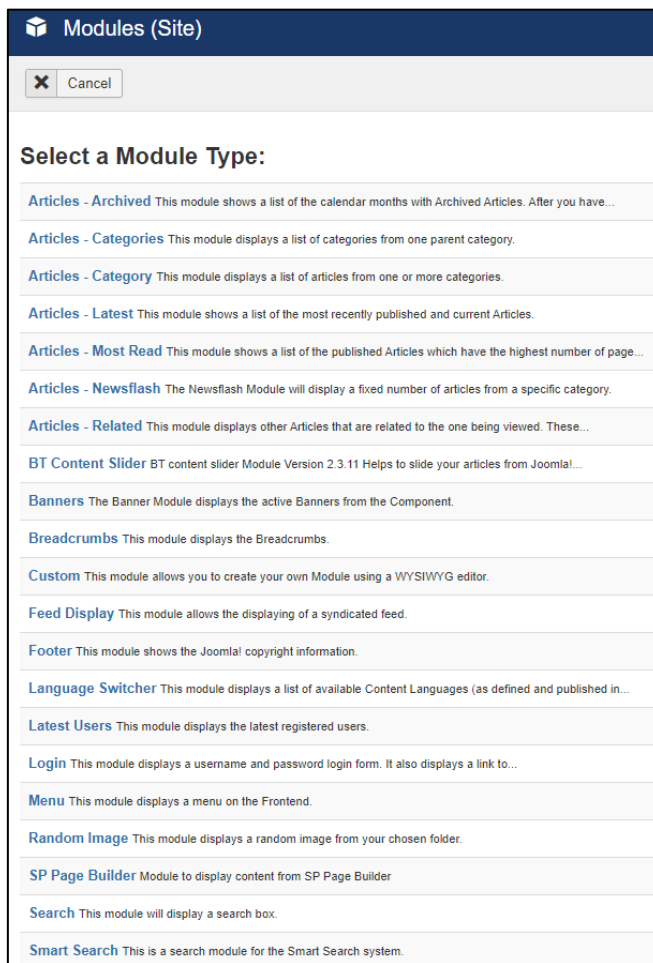 Modules (Site)
Cancel
Select a Module Type:
Articles - Archived This module shows a list of the calendar months with Archived Articles. After you have...
Articles - Categories This module displays a list of categories from one parent category.
Articles - Category This module displays a list of articles from one or more categories.
Articles - Latest This module shows a list of the most recently published and current Articles.
Articles - Most Read This module shows a list of the published Articles which have the highest number of page...
Articles - Newsflash The Newsflash Module will display a fixed number of articles from a specific category.
Articles - Related This module displays other Articles that are related to the one being viewed. These...
BT Content Slider BT content slider Module Version 2.3.11 Helps to slide your articles from Joomla!...
Banners The Banner Module displays the active Banners from the Component.
Breadcrumbs This module displays the Breadcrumbs.
Custom This module allows you to create your own Module using a WYSIWYG editor.
Feed Display This module allows the displaying of a syndicated feed.
Footer This module shows the Joomla! copyright information.
Language Switcher This module displays a list of available Content Languages (as defined and published in...
Latest Users This module displays the latest registered users.
Login This module displays a username and password login form. It also displays a link to...
Menu This module displays a menu on the Frontend.
Random Image This module displays a random image from your chosen folder.
SP Page Builder Module to display content from SP Page Builder
Search This module will display a search box.
Smart Search This is a search module for the Smart Search system.